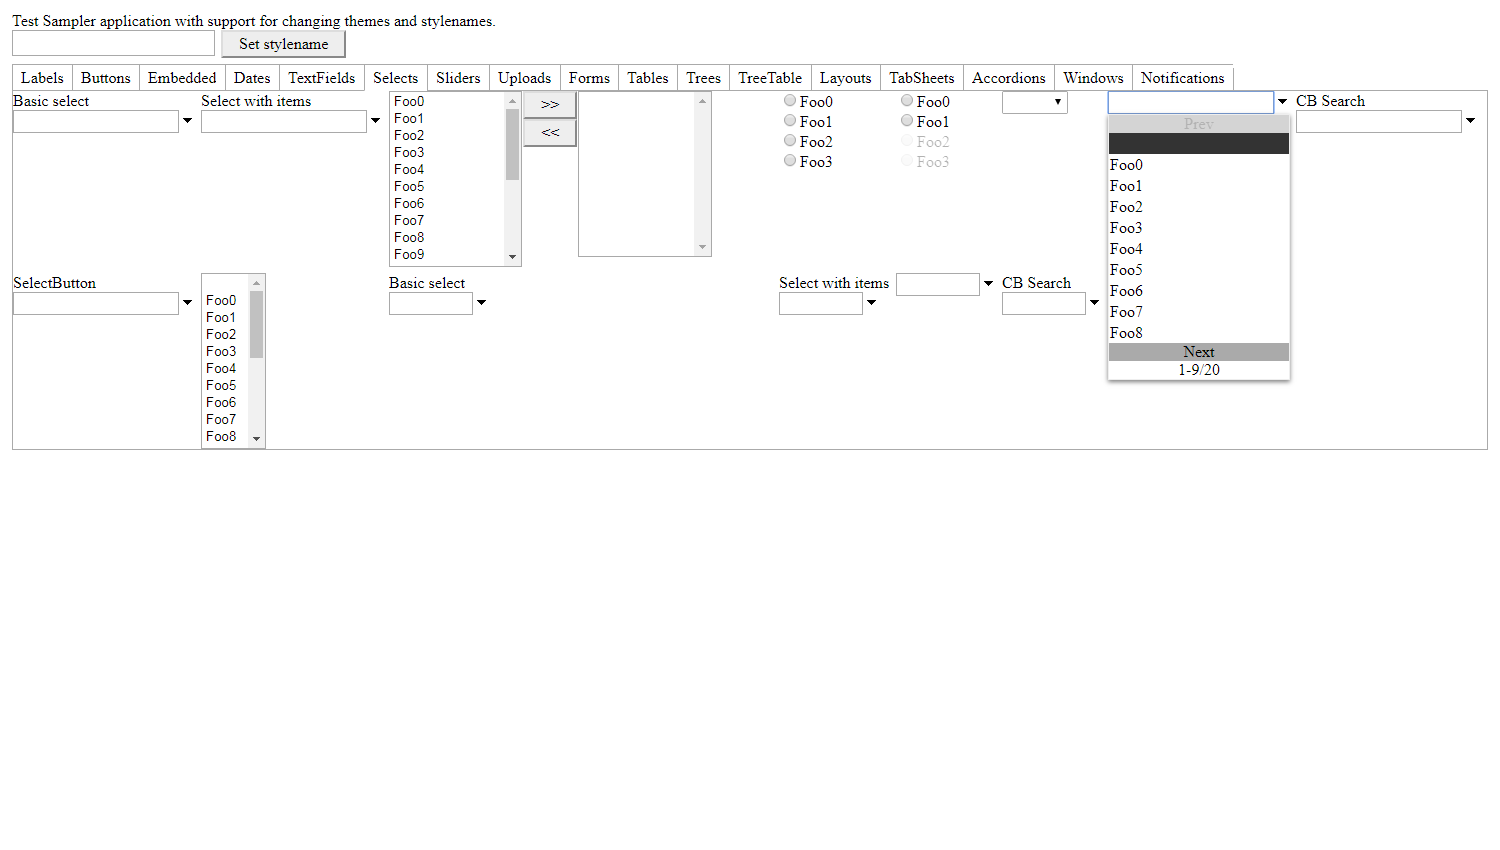 Test Sampler application with support for changing themes and stylenames.
Set stylename
Labels Buttons Embedded Dates TextFields Selects Sliders Uploads Forms Tables Trees TreeTable Layouts TabSheets Accordions Windows Notifications
Basic select
Select with items
Foo0
Foo1
Foo2
Foo3
Foo4
Foo5
Foo6
Foo7
Foo8
Foo9
>>
<<
Foo0
Foo1
Foo2
Foo3
Foo0
Foo1
Foo2
Foo3
Prev
Foo0
Foo1
Foo2
Foo3
Foo4
Foo5
Foo6
Foo7
Foo8
Next
1-9/20
CB Search
SelectButton
Foo0
Foo1
Foo2
Foo3
Foo4
Foo5
Foo6
Foo7
Foo8
Basic select
Select with items
CB Search